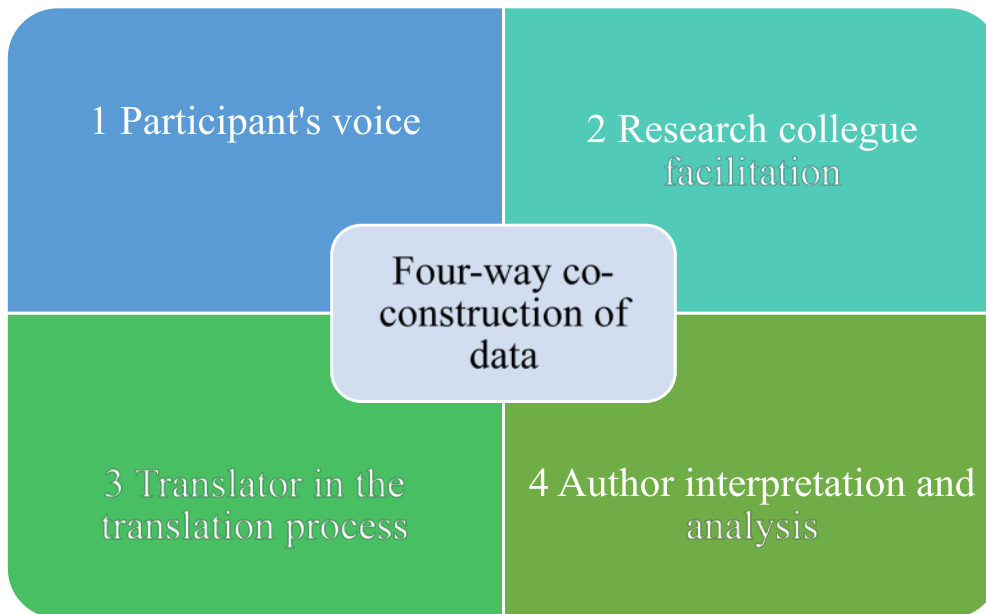 1 Participant's voice
2 Research collegue
facilitation
Four-way co-
construction of
data
3 Translator in the
translation process
4 Author interpretation and
analysis